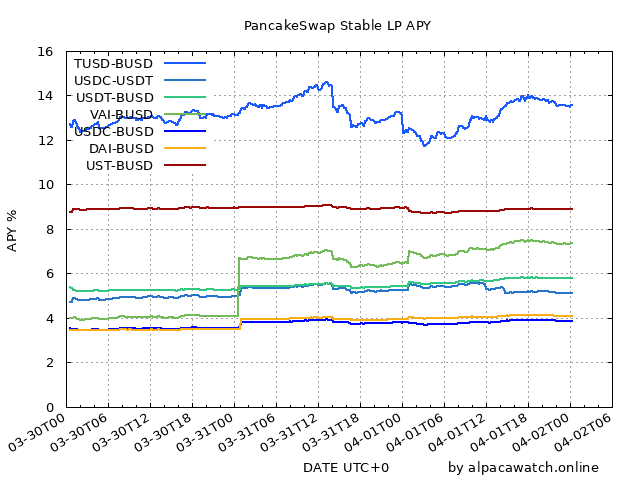 PancakeSwap Stable LP APY
16
14
12
10
8
6
4
2
0
APY %
TUSD-BUSD
USDC-USDT
USDT-BUSD
VAI-BUSD
USDC-BUSD
DAI-BUSD
UST-BUSD
03-30T00
03-30T06
03-30T12
03-30T18
03-31T00
03-31T06
03-31T12
03-31T18
04-01T00
04-01T06
04-01T12
04-01T18
04-02T00
04-02T06
DATE UTC+0
by alpacawatch.online